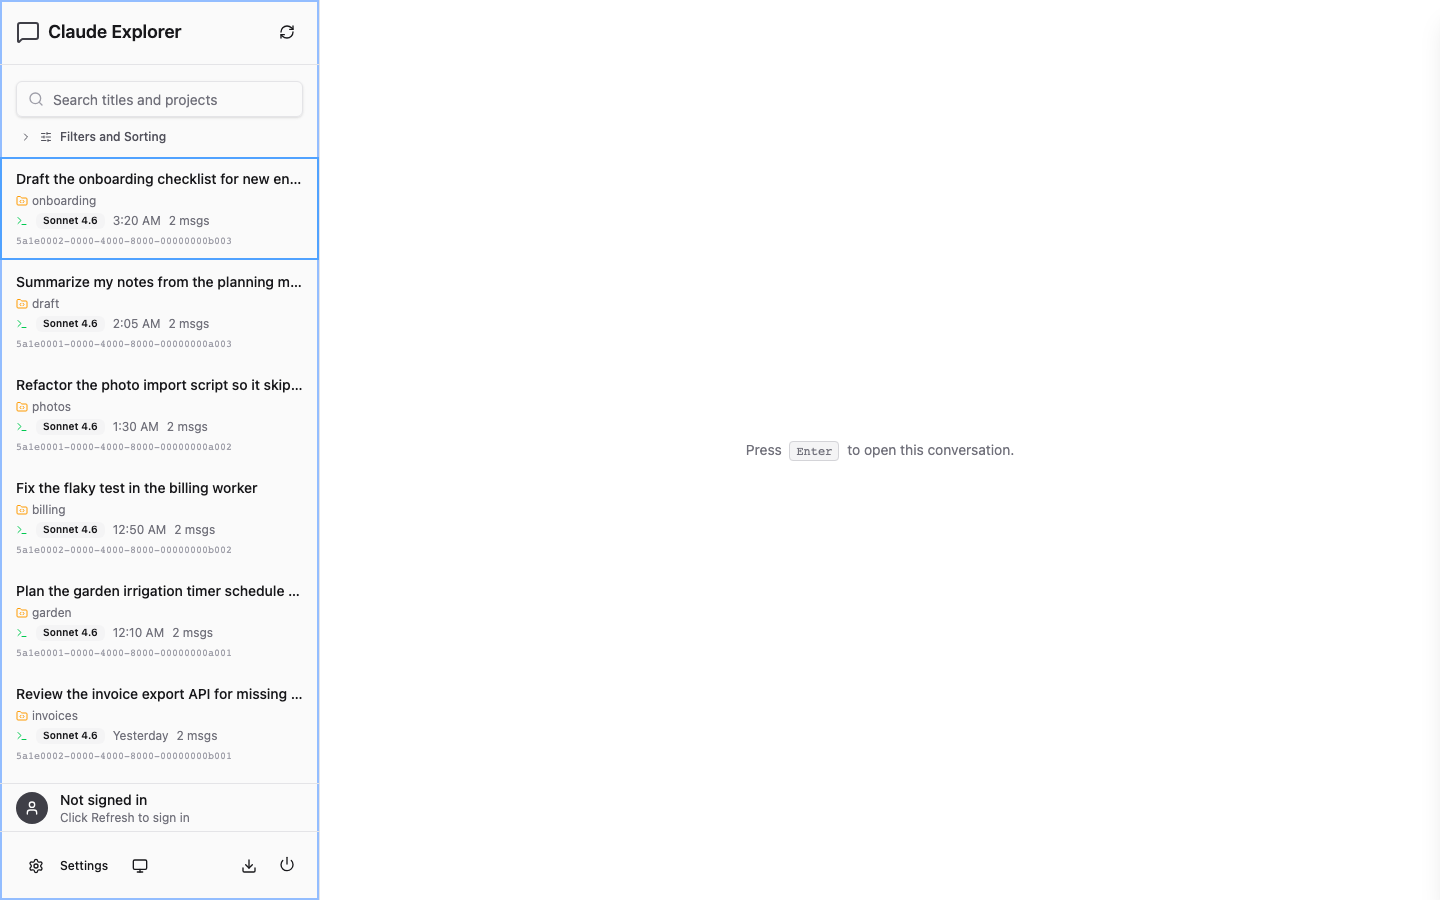 Claude Explorer
Search titles and projects
Filters and Sorting
Draft the onboarding checklist for new en...
onboarding
Sonnet 4.6 3:20 AM 2 msgs
5a1e0002-0000-4000-8000-00000000b003
Summarize my notes from the planning m...
draft
Sonnet 4.6 2:05 AM 2 msgs
5a1e0001-0000-4000-8000-00000000a003
Refactor the photo import script so it skip...
photos
Sonnet 4.6 1:30 AM 2 msgs
5a1e0001-0000-4000-8000-00000000a002
Fix the flaky test in the billing worker
billing
Sonnet 4.6 12:50 AM 2 msgs
5a1e0002-0000-4000-8000-00000000b002
Plan the garden irrigation timer schedule ...
garden
Sonnet 4.6 12:10 AM 2 msgs
5a1e0001-0000-4000-8000-00000000a001
Review the invoice export API for missing ...
invoices
Sonnet 4.6 Yesterday 2 msgs
5a1e0002-0000-4000-8000-00000000b001
Not signed in
Click Refresh to sign in
Settings
Press Enter to open this conversation.